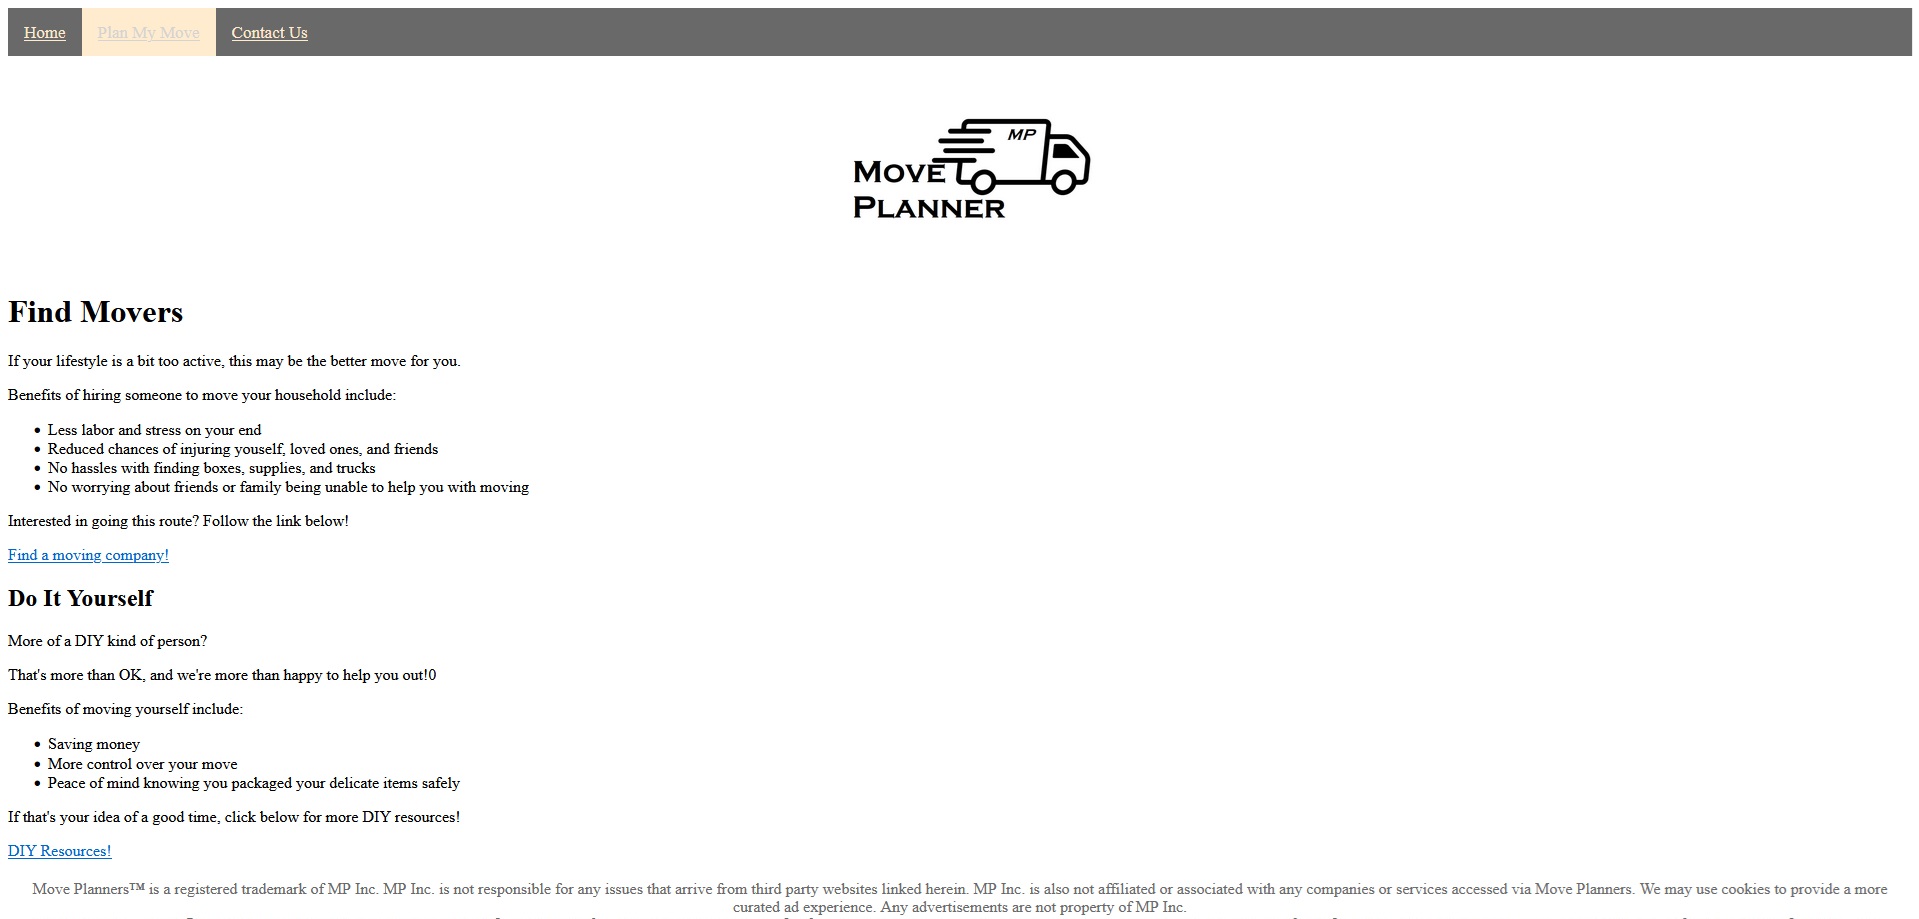 Home Plan My Move Contact Us
MP
MOVE
PLANNER
Find Movers
If your lifestyle is a bit too active, this may be the better move for you.
Benefits of hiring someone to move your household include:
• Less labor and stress on your end
• Reduced chances of injuring youself, loved ones, and friends
• No hassles with finding boxes, supplies, and trucks
• No worrying about friends or family being unable to help you with moving
Interested in going this route? Follow the link below!
Find a moving company!
Do It Yourself
More of a DIY kind of person?
That's more than OK, and we're more than happy to help you out!0
Benefits of moving yourself include:
• Saving money
• More control over your move
• Peace of mind knowing you packaged your delicate items safely
If that's your idea of a good time, click below for more DIY resources!
DIY Resources!
Move Planners™ is a registered trademark of MP Inc. MP Inc. is not responsible for any issues that arrive from third party websites linked herein. MP Inc. is also not affiliated or associated with any companies or services accessed via Move Planners. We may use cookies to provide a more
curated ad experience. Any advertisements are not property of MP Inc.